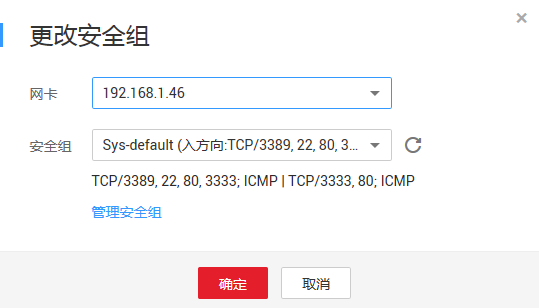 更改安全组
网卡 192.168.1.46
安全组 Sys-default (入方向:TCP/3389, 22, 80, 3...
TCP/3389, 22, 80, 3333; ICMP | TCP/3333, 80; ICMP
管理安全组
确定 取消